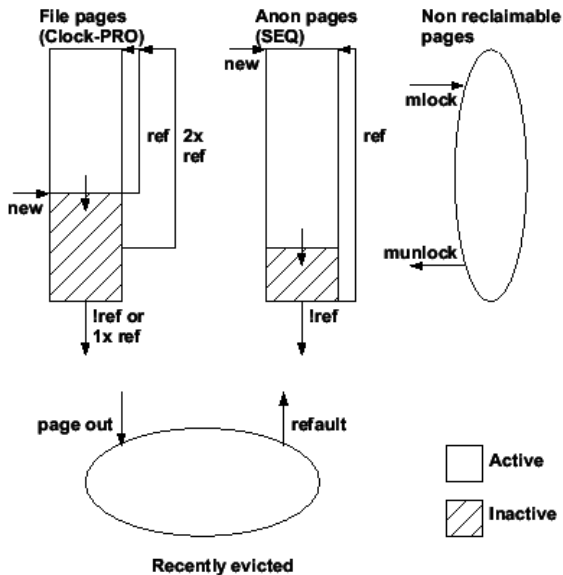 File pages
(Clock-PRO)
new
ref
2x
ref
!ref or
1x ref
Anon pages
(SEQ)
new
ref
!ref
Non reclaimable
pages
mlock
munlock
page out
refault
Recently evicted
Active
Inactive